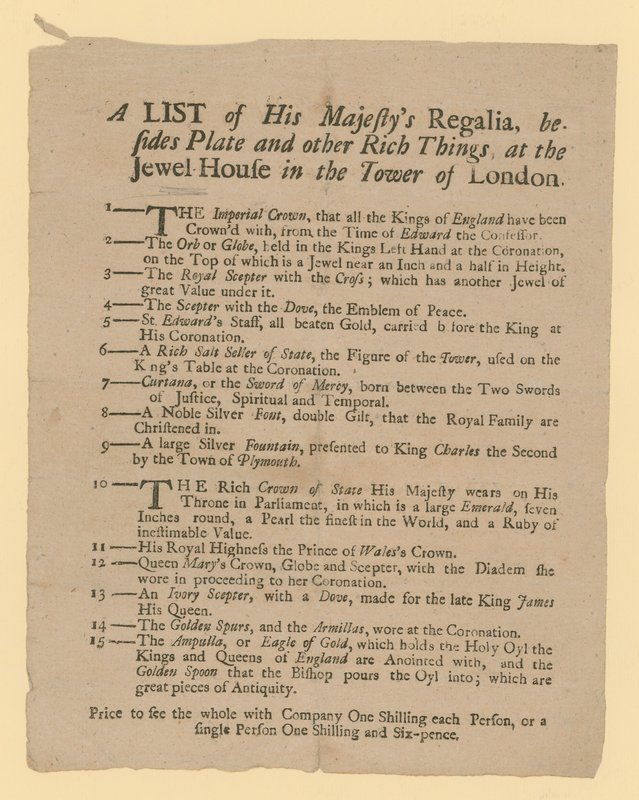 A LIST of His Majeſty's Regalia, be-
ſides Plate and other Rich Things, at the
Jewel-Houſe in the Tower of London.
1—THE Imperial Crown, that all the Kings of England have been
Crown'd with, from the Time of Edward the Confeſſor.
2—The Orb or Globe, held in the Kings Left Hand at the Coronation,
on the Top of which is a Jewel near an Inch and a half in Height.
3—The Royal Scepter with the Croſs; which has another Jewel of
great Value under it.
4—The Scepter with the Dove, the Emblem of Peace.
5—St. Edward's Staff, all beaten Gold, carried b fore the King at
His Coronation.
6—A Rich Salt Seller of State, the Figure of the Tower, uſed on the
K ng's Table at the Coronation.
7—Curtana, or the Sword of Mercy, born between the Two Swords
of Juſtice, Spiritual and Temporal.
8—A Noble Silver Font, double Gilt, that the Royal Family are
Chriſtened in.
9—A large Silver Fountain, preſented to King Charles the Second
by the Town of Plymouth.
10—THE Rich Crown of State His Majeſty wears on His
Throne in Parliament, in which is a large Emerald, ſeven
Inches round, a Pearl the fineſt in the World, and a Ruby of
ineſtimable Value.
11—His Royal Highneſs the Prince of Wales's Crown.
12—Queen Mary's Crown, Globe and Scepter, with the Diadem ſhe
wore in proceeding to her Coronation.
13—An Ivory Scepter, with a Dove, made for the late King James
His Queen.
14—The Golden Spurs, and the Armillas, wore at the Coronation.
15—The Ampulla, or Eagle of Gold, which holds the Holy Oyl the
Kings and Queens of England are Anointed with, and the
Golden Spoon that the Biſhop pours the Oyl into; which are
great pieces of Antiquity.
Price to ſee the whole with Company One Shilling each Perſon, or a
ſingle Perſon One Shilling and Six-pence.